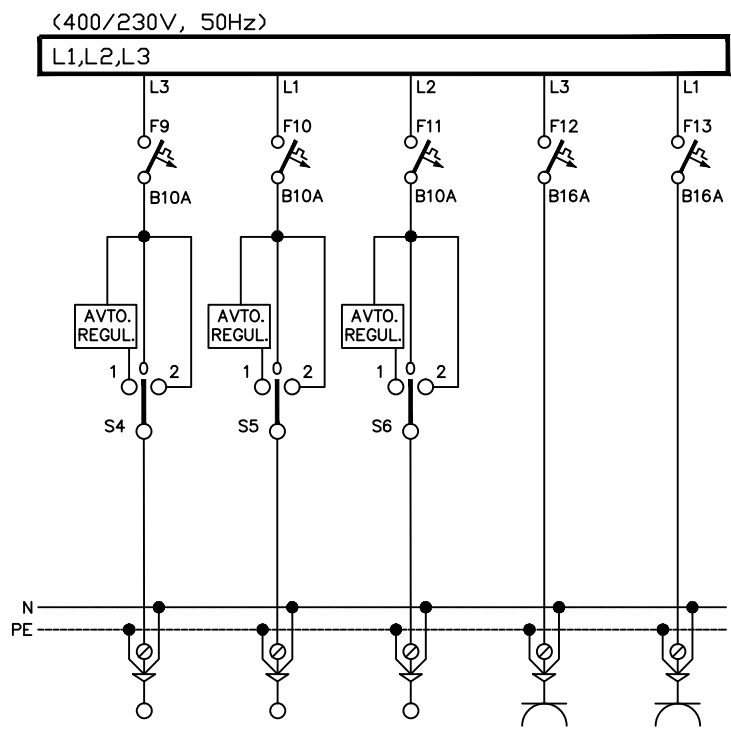 (400/230V, 50Hz)
L1,L2,L3
L3 L1 L2 L3 L1
F9 F10 F11 F12 F13
B10A B10A B10A B16A B16A
AVTO. AVTO. AVTO.
REGUL. REGUL. REGUL.
0 0 0
1 2 1 2 1 2
S4 S5 S6
N
PE